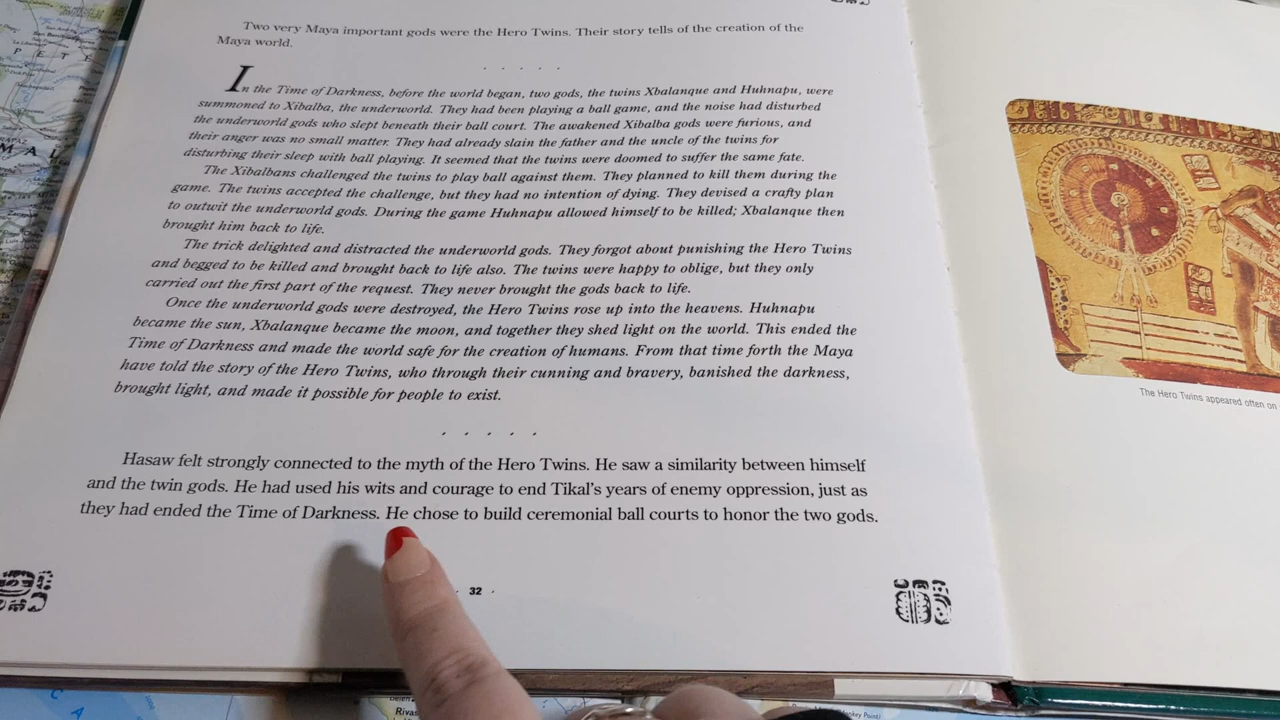 Two very Maya important gods were the Hero Twins. Their story tells of the creation of the
Maya world.
. . . . .
In the Time of Darkness, before the world began, two gods, the twins Xbalanque and Huhnapu, were
summoned to Xibalba, the underworld. They had been playing a ball game, and the noise had disturbed
the underworld gods who slept beneath their ball court. The awakened Xibalba gods were furious, and
their anger was no small matter. They had already slain the father and the uncle of the twins for
disturbing their sleep with ball playing. It seemed that the twins were doomed to suffer the same fate.
The Xibalbans challenged the twins to play ball against them. They planned to kill them during the
game. The twins accepted the challenge, but they had no intention of dying. They devised a crafty plan
to outwit the underworld gods. During the game Huhnapu allowed himself to be killed; Xbalanque then
brought him back to life.
The trick delighted and distracted the underworld gods. They forgot about punishing the Hero Twins
and begged to be killed and brought back to life also. The twins were happy to oblige, but they only
carried out the first part of the request. They never brought the gods back to life.
Once the underworld gods were destroyed, the Hero Twins rose up into the heavens. Huhnapu
became the sun, Xbalanque became the moon, and together they shed light on the world. This ended the
Time of Darkness and made the world safe for the creation of humans. From that time forth the Maya
have told the story of the Hero Twins, who through their cunning and bravery, banished the darkness,
brought light, and made it possible for people to exist.
. . . . .
Hasaw felt strongly connected to the myth of the Hero Twins. He saw a similarity between himself
and the twin gods. He had used his wits and courage to end Tikal's years of enemy oppression, just as
they had ended the Time of Darkness. He chose to build ceremonial ball courts to honor the two gods.
32
The Hero Twins appeared often on
P E T E
M A L
C A
Rivas